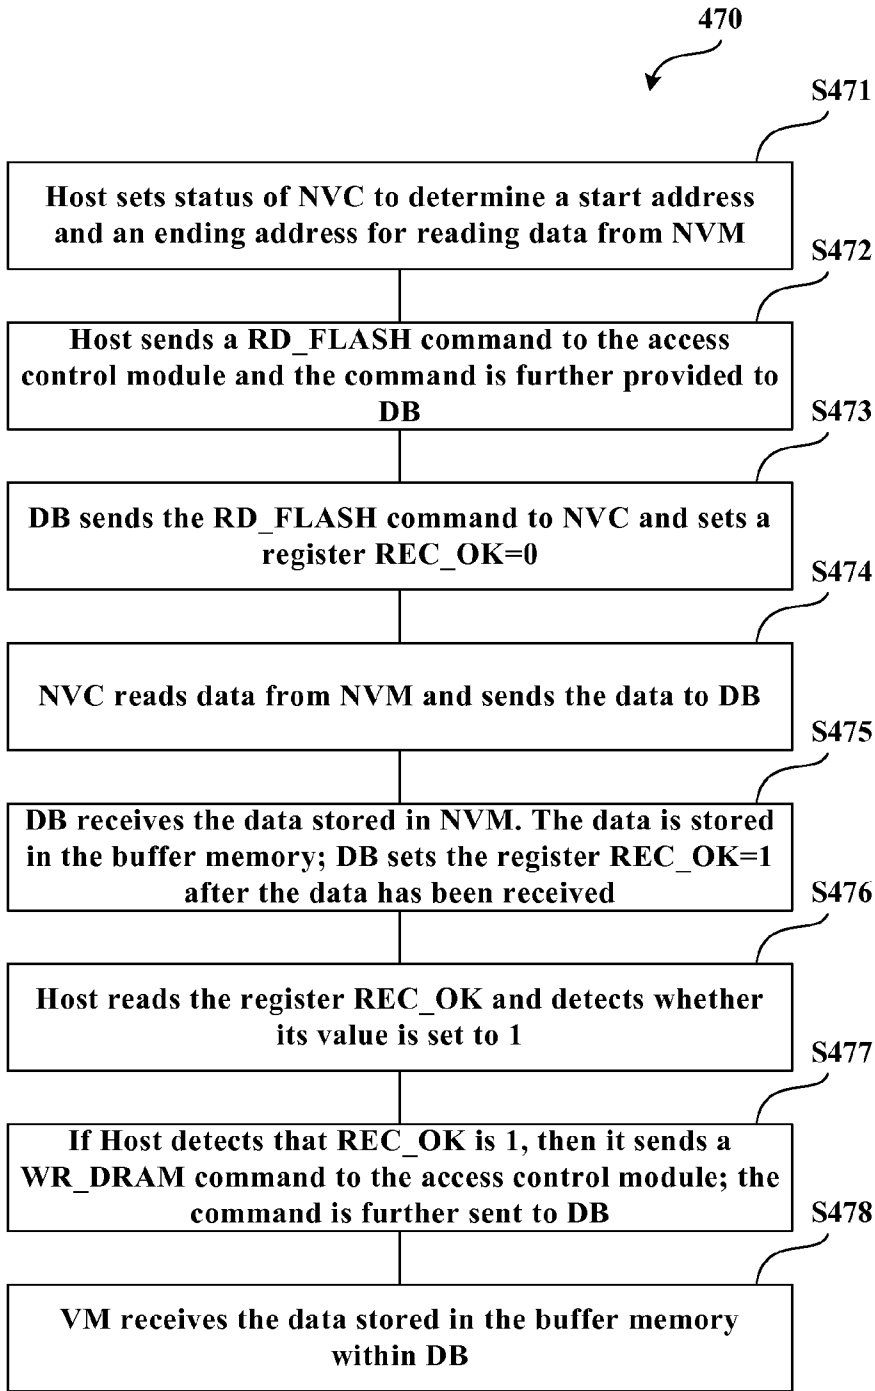 470
S471
Host sets status of NVC to determine a start address
and an ending address for reading data from NVM
S472
Host sends a RD_FLASH command to the access
control module and the command is further provided to
DB
S473
DB sends the RD_FLASH command to NVC and sets a
register REC_OK=0
S474
NVC reads data from NVM and sends the data to DB
S475
DB receives the data stored in NVM. The data is stored
in the buffer memory; DB sets the register REC_OK=1
after the data has been received
S476
Host reads the register REC_OK and detects whether
its value is set to 1
S477
If Host detects that REC_OK is 1, then it sends a
WR_DRAM command to the access control module; the
command is further sent to DB
S478
VM receives the data stored in the buffer memory
within DB